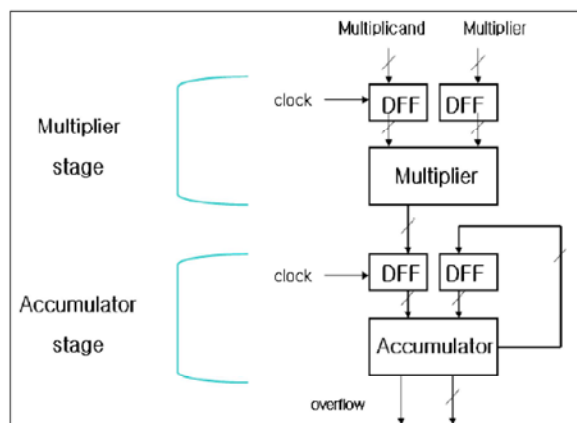 Multiplicand Multiplier
clock
DFF DFF
Multiplier
stage
Multiplier
clock
DFF DFF
Accumulator
stage
Accumulator
overflow